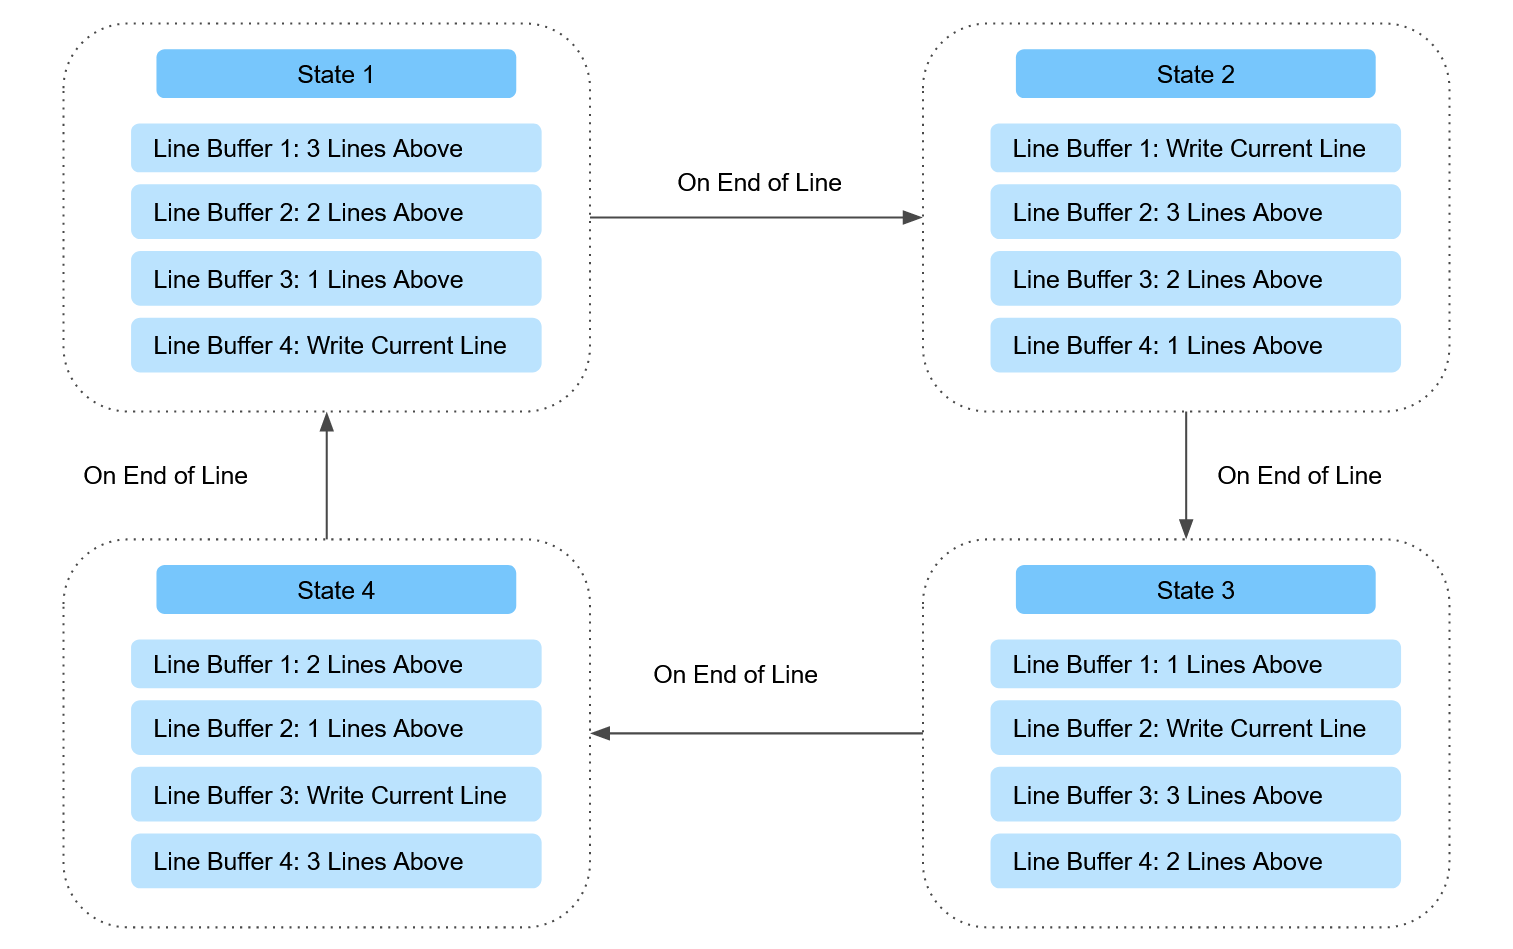 State 1
Line Buffer 1: 3 Lines Above
Line Buffer 2: 2 Lines Above
Line Buffer 3: 1 Lines Above
Line Buffer 4: Write Current Line
On End of Line
State 2
Line Buffer 1: Write Current Line
Line Buffer 2: 3 Lines Above
Line Buffer 3: 2 Lines Above
Line Buffer 4: 1 Lines Above
On End of Line
On End of Line
State 4
Line Buffer 1: 2 Lines Above
Line Buffer 2: 1 Lines Above
Line Buffer 3: Write Current Line
Line Buffer 4: 3 Lines Above
On End of Line
State 3
Line Buffer 1: 1 Lines Above
Line Buffer 2: Write Current Line
Line Buffer 3: 3 Lines Above
Line Buffer 4: 2 Lines Above